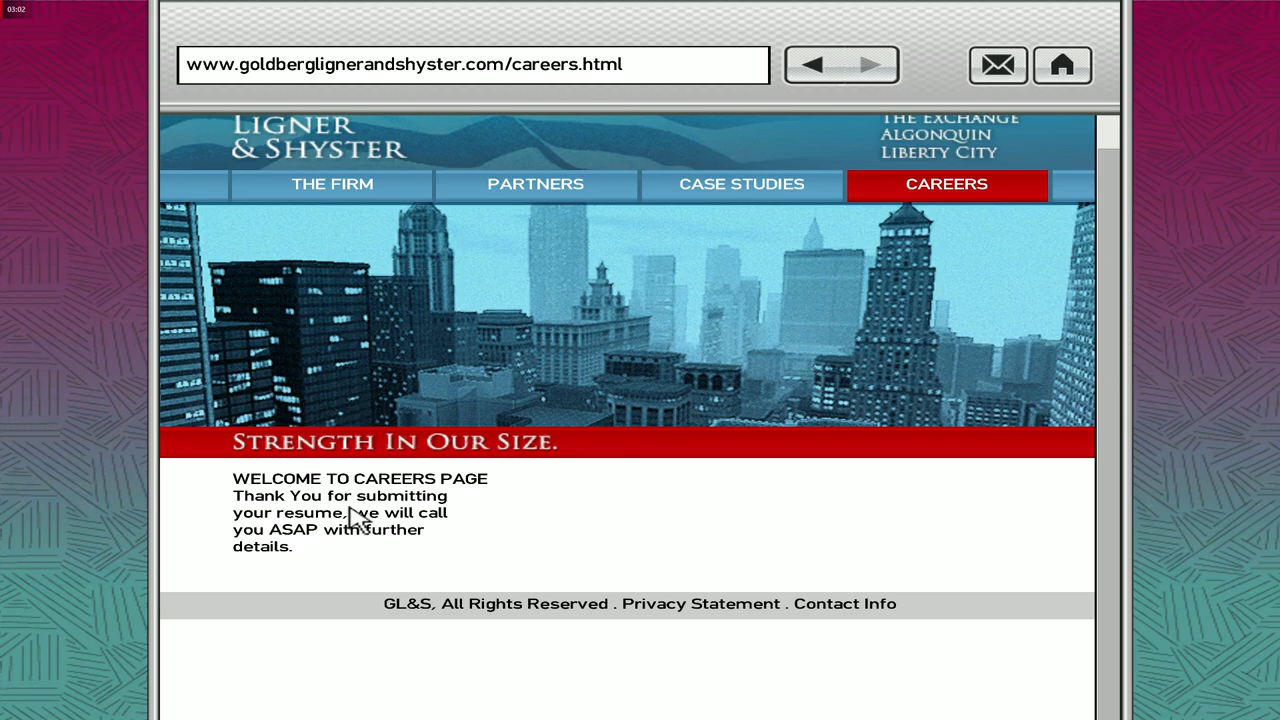 03:02
www.goldberglignerandshyster.com/careers.html
LIGNER
& SHYSTER
THE EXCHANGE
ALGONQUIN
LIBERTY CITY
THE FIRM
PARTNERS
CASE STUDIES
CAREERS
STRENGTH IN OUR SIZE.
WELCOME TO CAREERS PAGE
Thank You for submitting
your resume, we will call
you ASAP with further
details.
GL&S, All Rights Reserved . Privacy Statement . Contact Info